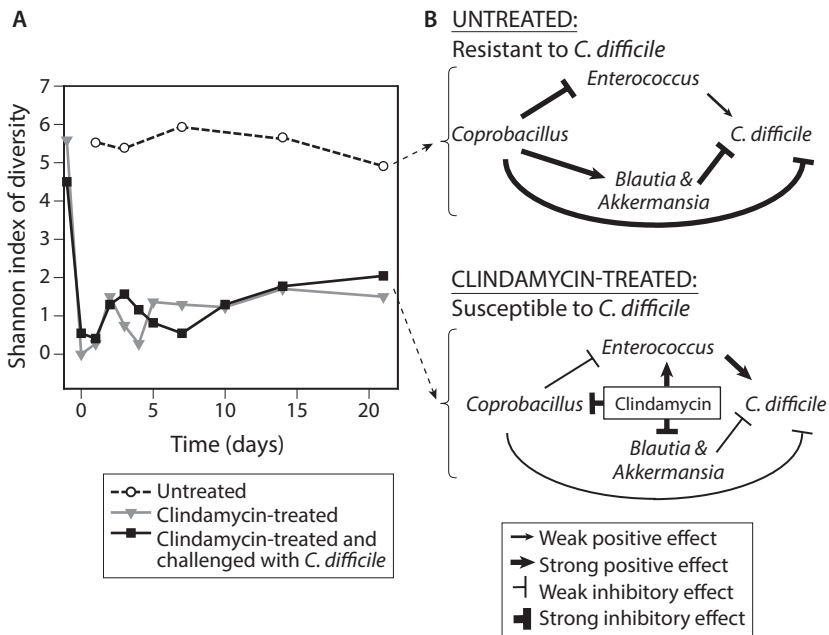 A
Shannon index of diversity
7
6
5
4
3
2
1
0
0
5
10
15
20
Time (days)
Untreated
Clindamycin-treated
Clindamycin-treated and
challenged with C. difficile
B UNTREATED:
Resistant to C. difficile
Enterococcus
Coprobacillus
C. difficile
Blautia &
Akkermansia
CLINDAMYCIN-TREATED:
Susceptible to C. difficile
Enterococcus
Coprobacillus
Clindamycin
C. difficile
Blautia &
Akkermansia
Weak positive effect
Strong positive effect
Weak inhibitory effect
Strong inhibitory effect